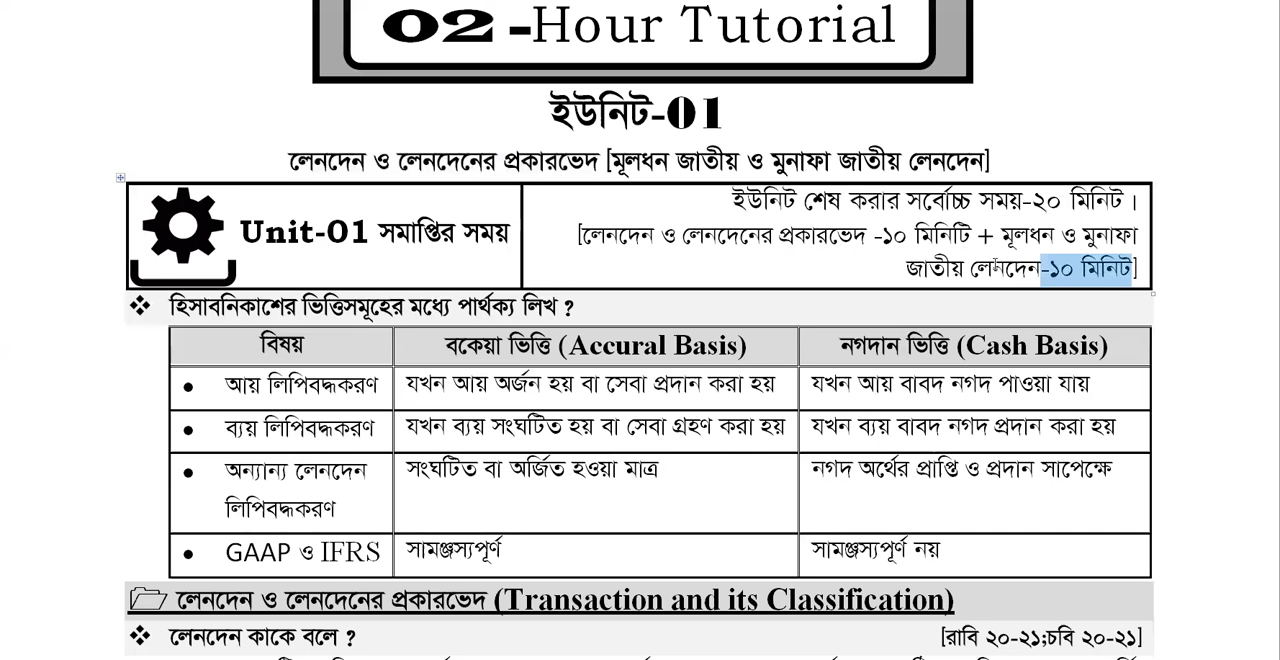 02 -Hour Tutorial
ইউনিট-01
লেনদেন ও লেনদেনের প্রকারভেদ [মূলধন জাতীয় ও মুনাফা জাতীয় লেনদেন]
Unit-01 সমাপ্তির সময়
ইউনিট শেষ করার সর্বোচ্চ সময়-২০ মিনিট।
[লেনদেন ও লেনদেনের প্রকারভেদ -১০ মিনিটি + মূলধন ও মুনাফা
জাতীয় লেনদেন-১০ মিনিট]
❖ হিসাবনিকাশের ভিত্তিসমূহের মধ্যে পার্থক্য লিখ ?
বিষয় বকেয়া ভিত্তি (Accural Basis) নগদান ভিত্তি (Cash Basis)
● আয় লিপিবদ্ধকরণ যখন আয় অর্জন হয় বা সেবা প্রদান করা হয় যখন আয় বাবদ নগদ পাওয়া যায়
● ব্যয় লিপিবদ্ধকরণ যখন ব্যয় সংঘটিত হয় বা সেবা গ্রহণ করা হয় যখন ব্যয় বাবদ নগদ প্রদান করা হয়
● অন্যান্য লেনদেন সংঘটিত বা অর্জিত হওয়া মাত্র নগদ অর্থের প্রাপ্তি ও প্রদান সাপেক্ষে
লিপিবদ্ধকরণ
● GAAP ও IFRS সামঞ্জস্যপূর্ণ সামঞ্জস্যপূর্ণ নয়
লেনদেন ও লেনদেনের প্রকারভেদ (Transaction and its Classification)
❖ লেনদেন কাকে বলে ? [রাবি ২০-২১;চবি ২০-২১]